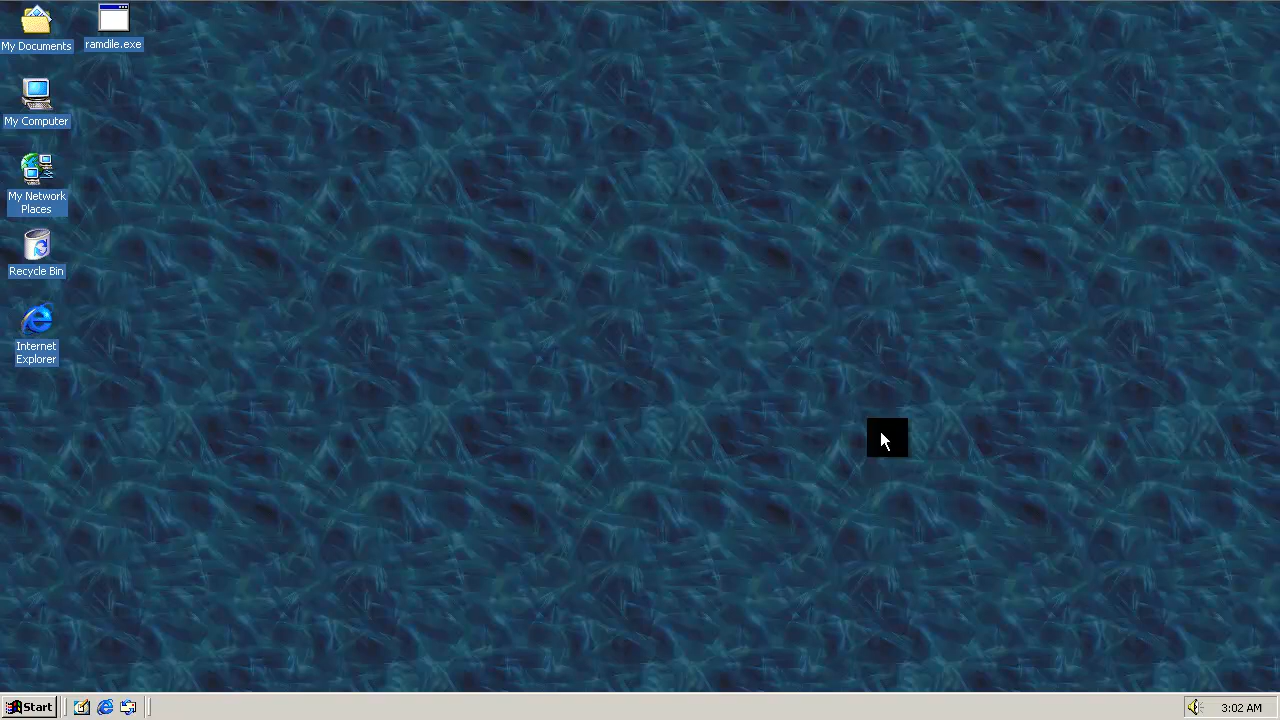 My Documents
ramdile.exe
My Computer
My Network
Places
Recycle Bin
Internet
Explorer
Start
3:02 AM